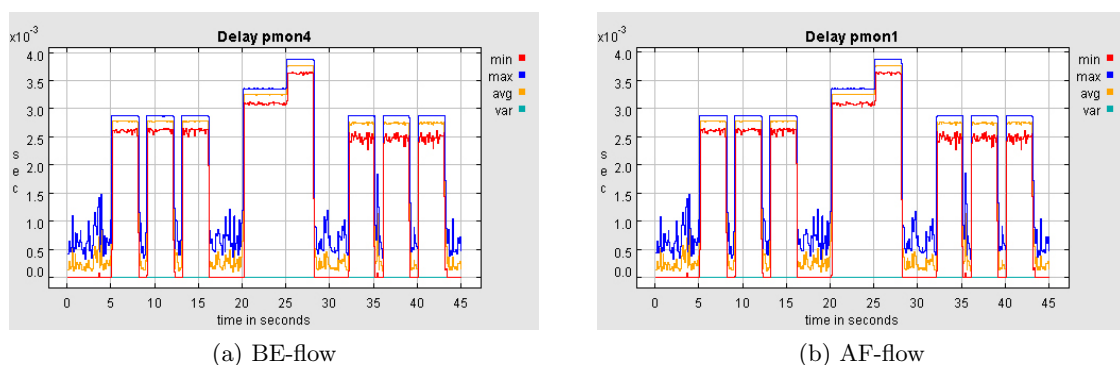 Delay pmon4
x10⁻³
4.0
3.5
3.0
2.5
2.0
1.5
1.0
0.5
0.0
sec
0 5 10 15 20 25 30 35 40 45
time in seconds
min
max
avg
var
(a) BE-flow
Delay pmon1
x10⁻³
4.0
3.5
3.0
2.5
2.0
1.5
1.0
0.5
0.0
sec
0 5 10 15 20 25 30 35 40 45
time in seconds
min
max
avg
var
(b) AF-flow